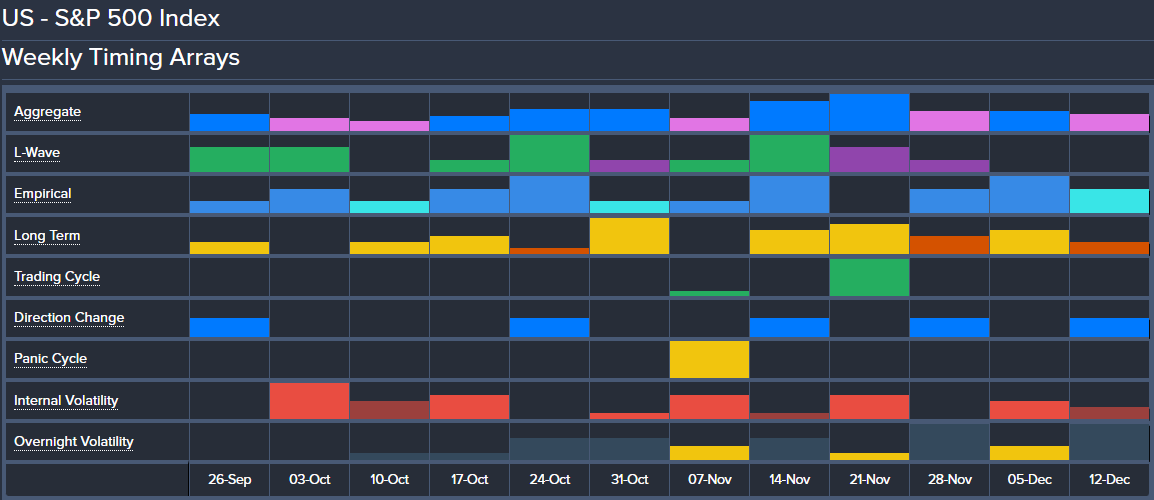 US - S&P 500 Index
Weekly Timing Arrays
Aggregate
L-Wave
Empirical
Long Term
Trading Cycle
Direction Change
Panic Cycle
Internal Volatility
Overnight Volatility
26-Sep 03-Oct 10-Oct 17-Oct 24-Oct 31-Oct 07-Nov 14-Nov 21-Nov 28-Nov 05-Dec 12-Dec